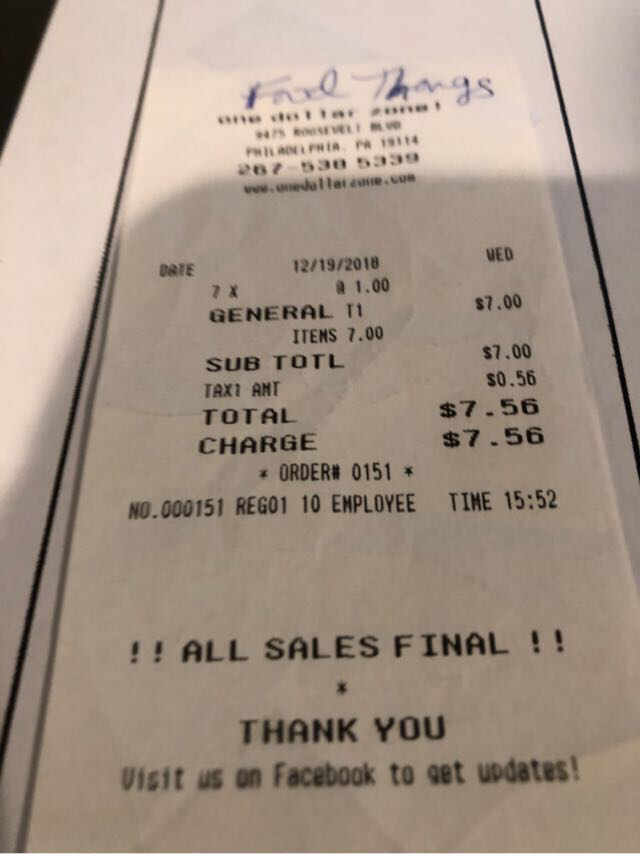 Food Things
one dollar zone!
9475 ROOSEVELT BLVD
PHILADELPHIA. PA 19114
267-538 5339
www.onedollarzone.com
DATE 12/19/2018 WED
7 X @ 1.00
GENERAL T1 $7.00
ITEMS 7.00
SUB TOTL $7.00
TAX1 AMT $0.56
TOTAL $7.56
CHARGE $7.56
* ORDER# 0151 *
NO.000151 REG01 10 EMPLOYEE TIME 15:52
!! ALL SALES FINAL !!
*
THANK YOU
Visit us on Facebook to get updates!